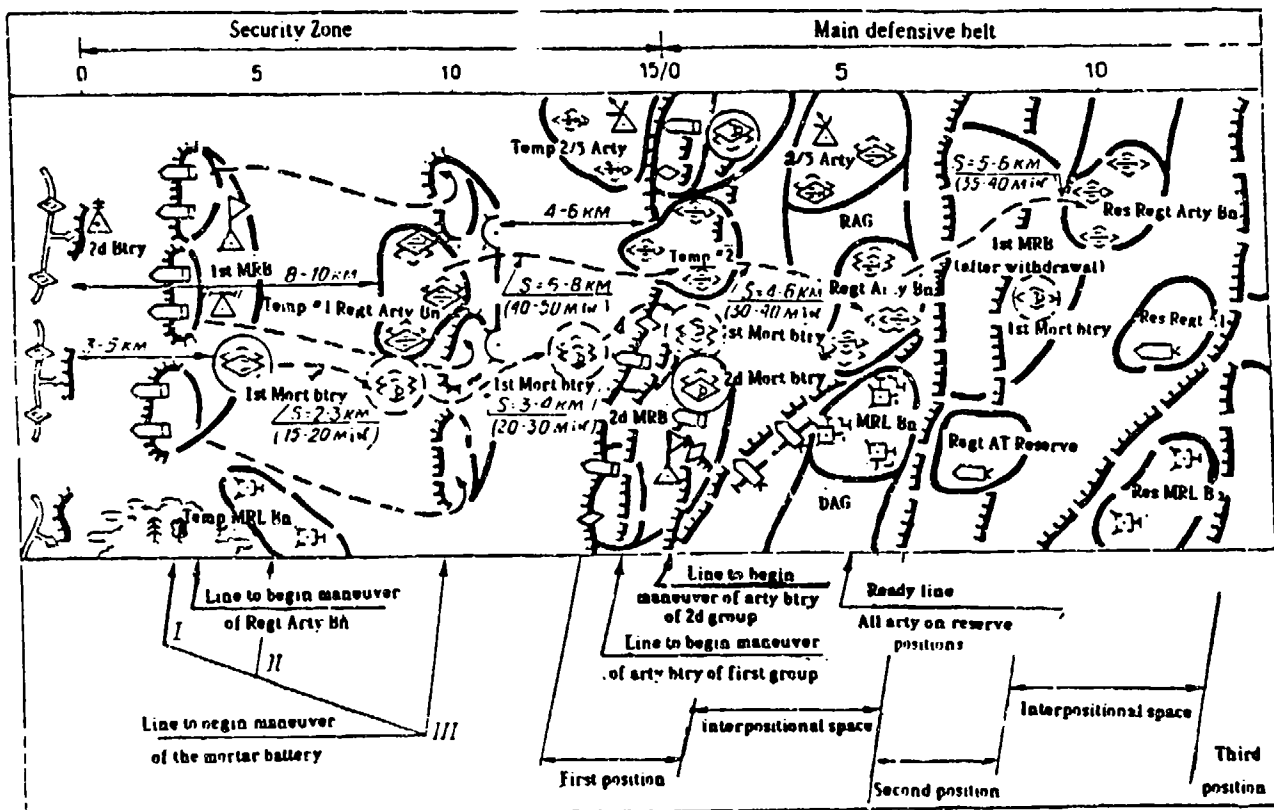 Security Zone
Main defensive belt
0
5
10
15/0
5
10
Temp 2/3 Arty
2d Btry
1st MRB
8-10 KM
3-5 KM
Temp #1 Regt Arty Bn
4-6 KM
S=5-8 KM
(40-50 Min)
1st Mort btry
S=2-3 KM
(15-20 Min)
1st Mort btry
S=3-4 KM
(20-30 Min)
Temp MRL Bn
Temp #2
2d MRB
1st Mort btry
2d Mort btry
S=4-6 KM
(30-40 Min)
2/3 Arty
RAG
Regt Arty Bn
MRL Bn
DAG
S=5-6 KM
(35-40 Min)
1st MRB
(after withdrawal)
1st Mort btry
Res Regt Arty Bn
Res Regt
Regt AT Reserve
Res MRL
Line to begin maneuver
of Regt Arty Bn
I
II
III
Line to begin maneuver
of the mortar battery
Line to begin
maneuver of arty btry
of 2d group
Line to begin maneuver
of arty btry of first group
Ready line
All arty on reserve
positions
First position
interpositional space
Second position
Interpositional space
Third
position